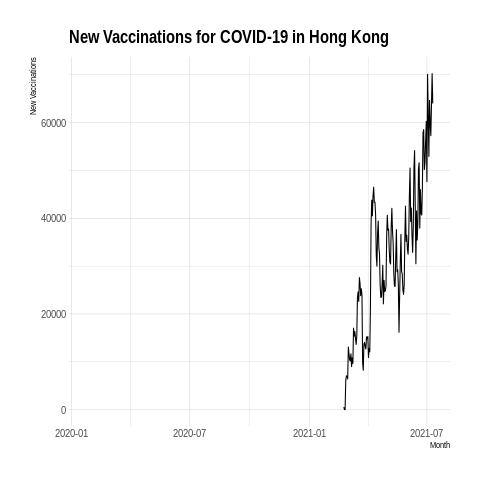 New Vaccinations for COVID-19 in Hong Kong
New Vaccinations
60000
40000
20000
0
2020-01 2020-07 2021-01 2021-07
Month